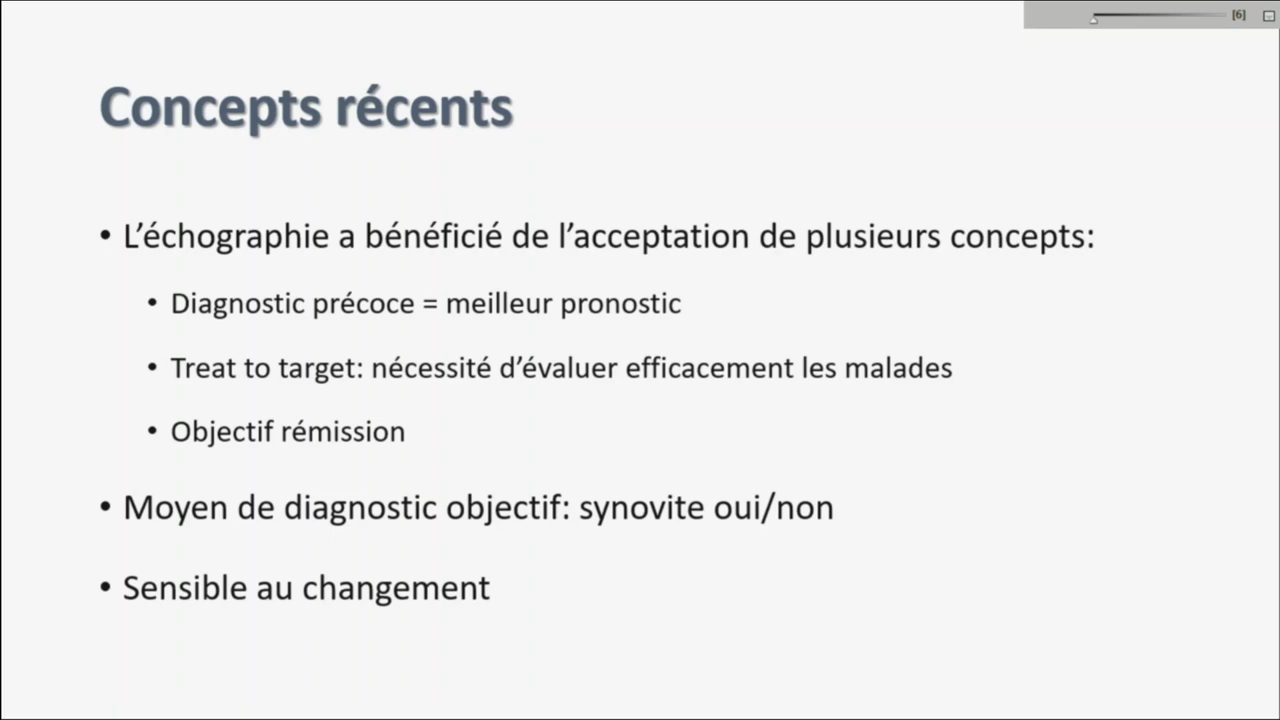 [6]
Concepts récents
• L’échographie a bénéficié de l’acceptation de plusieurs concepts:
• Diagnostic précoce = meilleur pronostic
• Treat to target: nécessité d’évaluer efficacement les malades
• Objectif rémission
• Moyen de diagnostic objectif: synovite oui/non
• Sensible au changement